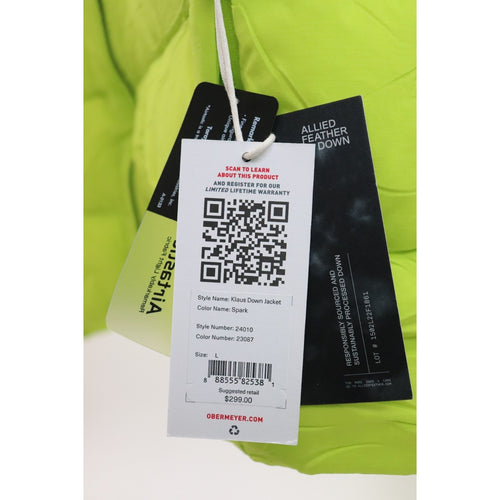 SCAN TO LEARN
ABOUT THIS PRODUCT
AND REGISTER FOR OUR
LIMITED LIFETIME WARRANTY
Style Name: Klaus Down Jacket
Color Name: Spark
Style Number: 24010
Color Number: 23087
Size: L
8 88555 82538 1
Suggested retail
$299.00
OBERMEYER.COM
ALLIED
FEATHER
DOWN
RESPONSIBLY SOURCED AND
SUSTAINABLY PROCESSED DOWN
LOT # 1502L22F1861